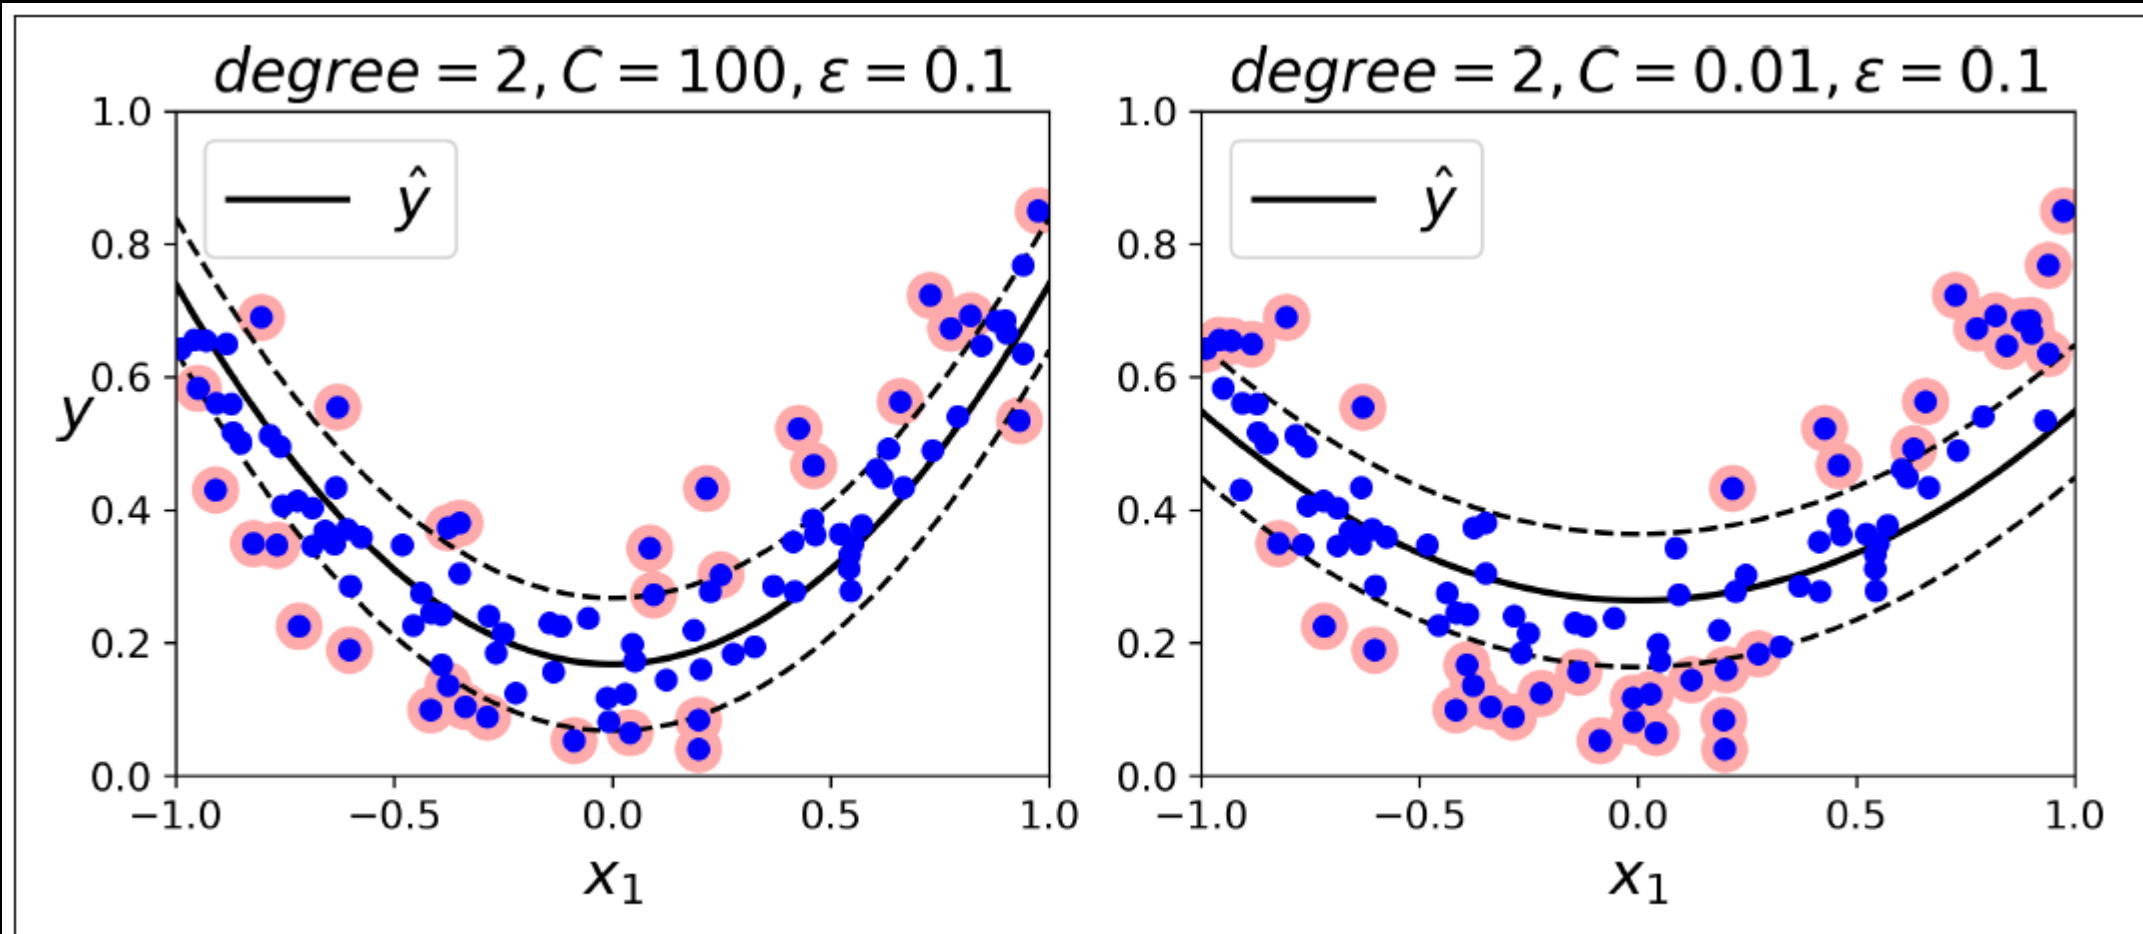 degree = 2, C = 100, ε = 0.1
1.0
0.8
0.6
0.4
0.2
0.0
y
ŷ
−1.0 −0.5 0.0 0.5 1.0
x₁
degree = 2, C = 0.01, ε = 0.1
1.0
0.8
0.6
0.4
0.2
0.0
ŷ
−1.0 −0.5 0.0 0.5 1.0
x₁